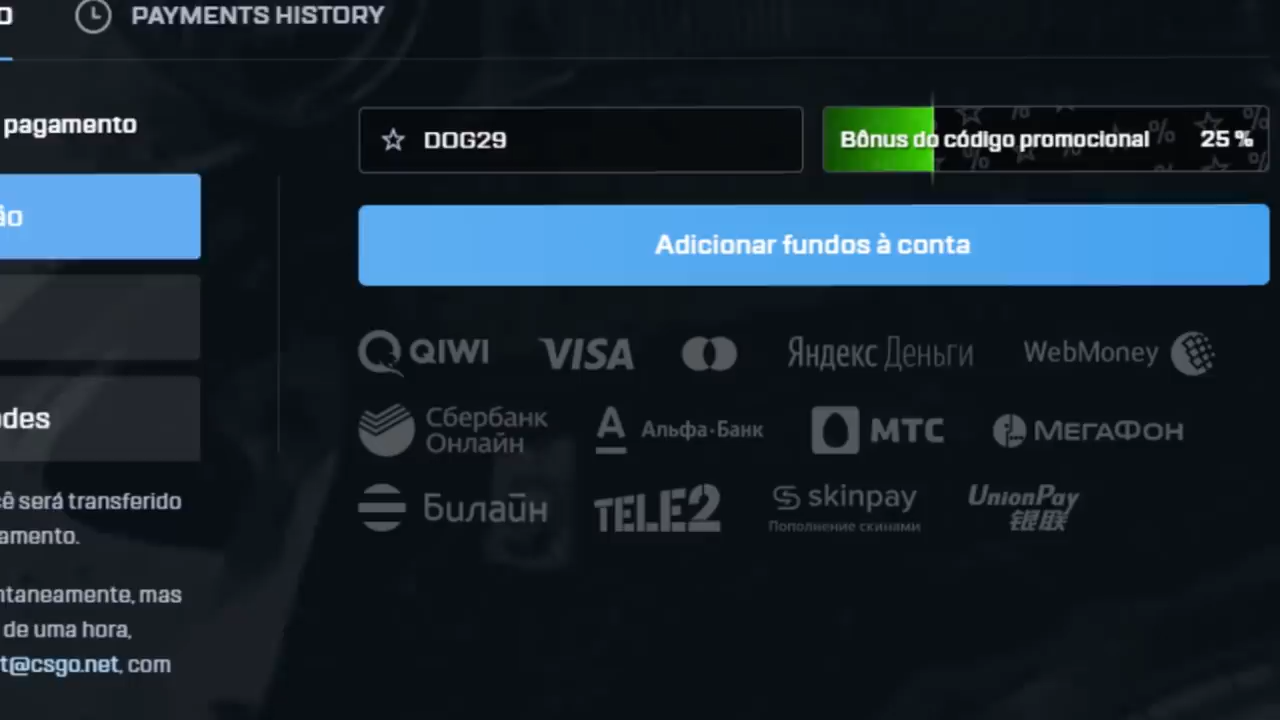 PAYMENTS HISTORY
pagamento
DOG29
Bônus do código promocional 25 %
ão
Adicionar fundos à conta
QIWI VISA Яндекс Деньги WebMoney
des
Сбербанк Онлайн
А Альфа·Банк
МТС
МЕГАФОН
Билайн
TELE2
skinpay
Пополнение скинами
UnionPay
银联
cê será transferido
amento.
ntaneamente, mas
de uma hora,
t@csgo.net, com